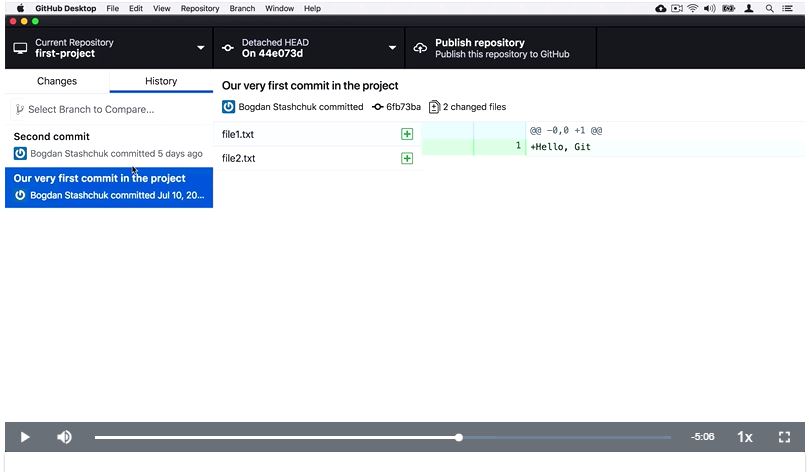 GitHub Desktop File Edit View Repository Branch Window Help
Current Repository
first-project
Detached HEAD
On 44e073d
Publish repository
Publish this repository to GitHub
Changes
History
Select Branch to Compare...
Second commit
Bogdan Stashchuk committed 5 days ago
Our very first commit in the project
Bogdan Stashchuk committed Jul 10, 20...
Our very first commit in the project
Bogdan Stashchuk committed 6fb73ba 2 changed files
file1.txt
file2.txt
@@ -0,0 +1 @@
1 +Hello, Git
-5:06 1x